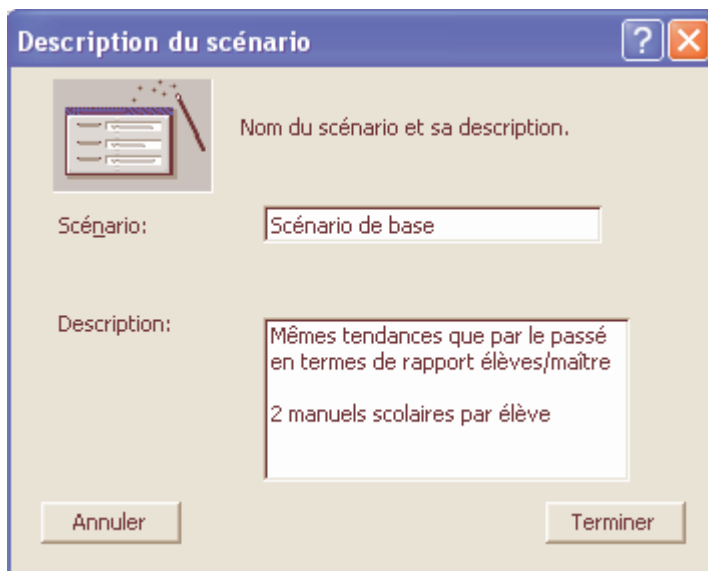 Description du scénario
Nom du scénario et sa description.
Scénario:
Scénario de base
Description:
Mêmes tendances que par le passé
en termes de rapport élèves/maître
2 manuels scolaires par élève
Annuler
Terminer